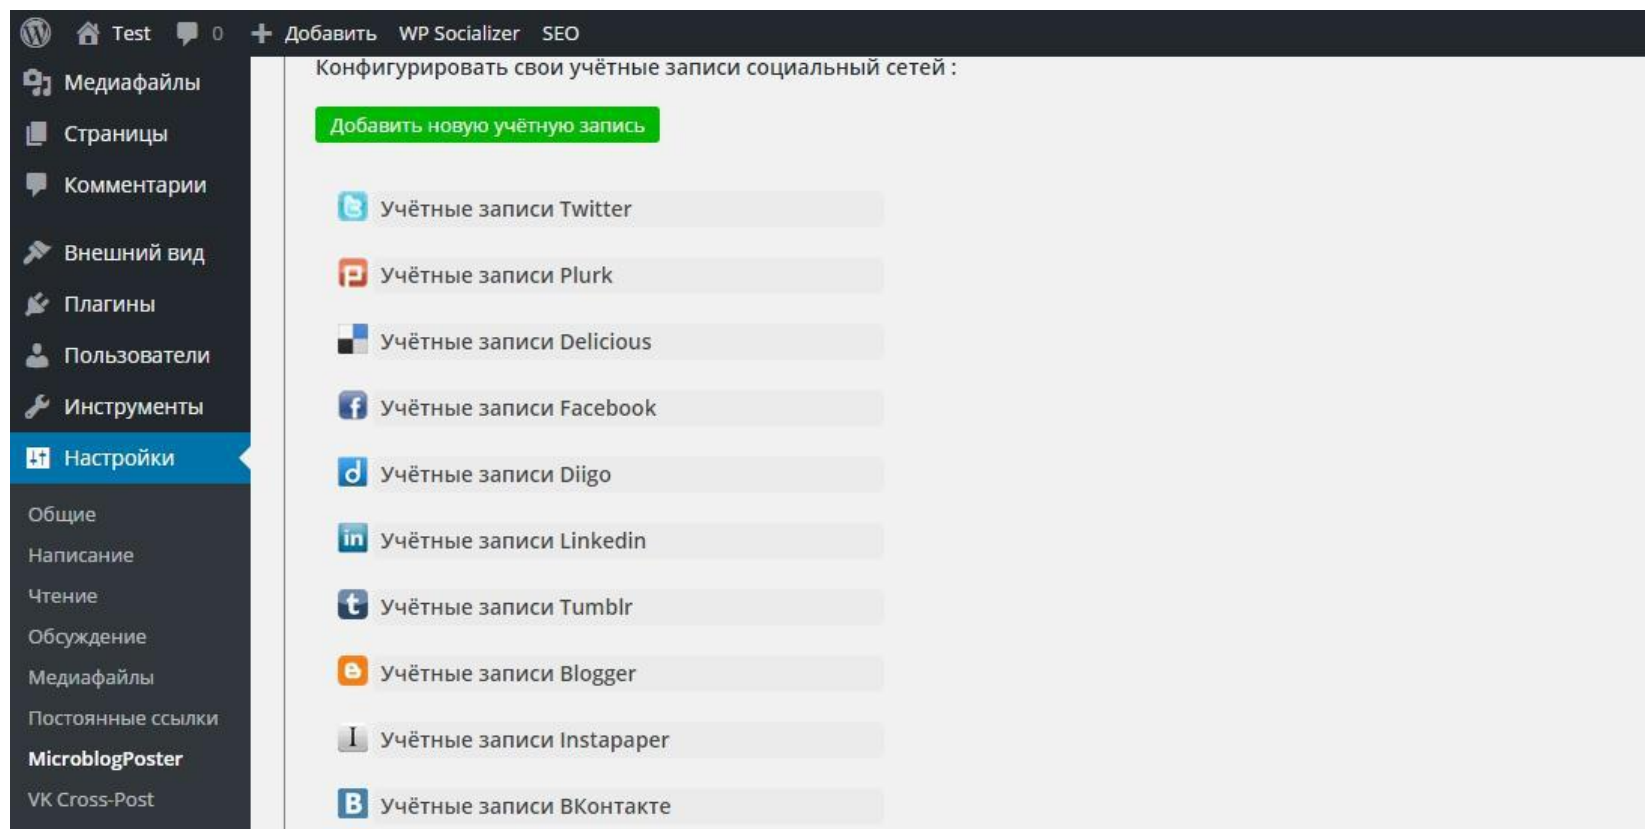 Test 0 Добавить WP Socializer SEO
Медиафайлы
Страницы
Комментарии
Внешний вид
Плагины
Пользователи
Инструменты
Настройки
Общие
Написание
Чтение
Обсуждение
Медиафайлы
Постоянные ссылки
MicroblogPoster
VK Cross-Post
Конфигурировать свои учётные записи социальный сетей :
Добавить новую учётную запись
Учётные записи Twitter
Учётные записи Plurk
Учётные записи Delicious
Учётные записи Facebook
Учётные записи Diigo
Учётные записи Linkedin
Учётные записи Tumblr
Учётные записи Blogger
Учётные записи Instapaper
Учётные записи ВКонтакте